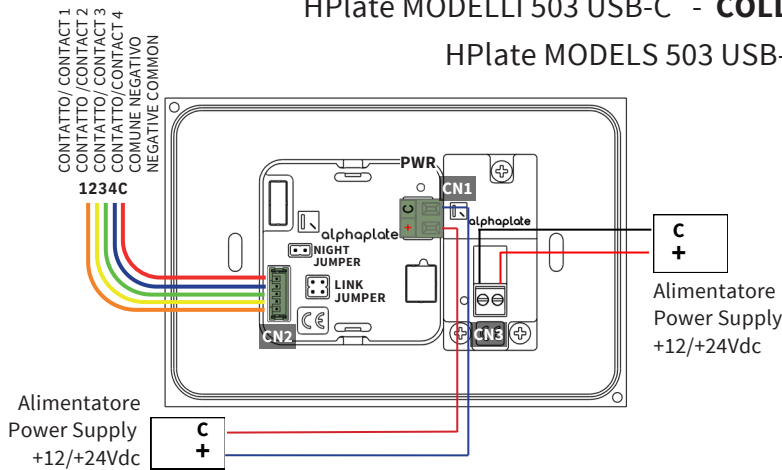 HPlate MODELLI 503 USB-C - COLL
HPlate MODELS 503 USB-
CONTATTO/ CONTACT 1
CONTATTO /CONTACT 2
CONTATTO/ CONTACT 3
CONTATTO/CONTACT 4
COMUNE NEGATIVO
NEGATIVE COMMON
1234C
PWR
CN1
C
+
alphaplate
alphaplate
NIGHT
JUMPER
LINK
JUMPER
CE
CN2
CN3
C
+
Alimentatore
Power Supply
+12/+24Vdc
Alimentatore
Power Supply
+12/+24Vdc
C
+